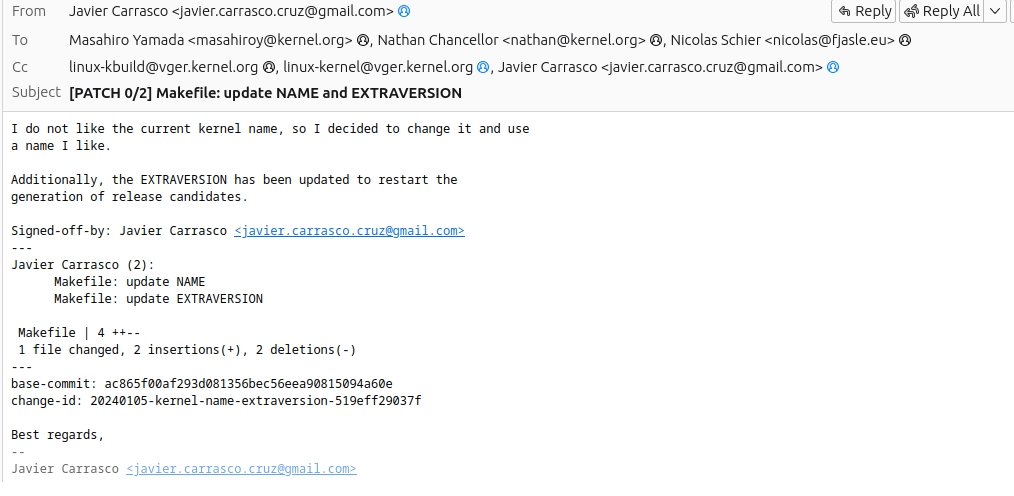 From Javier Carrasco <javier.carrasco.cruz@gmail.com>
Reply Reply All
To Masahiro Yamada <masahiroy@kernel.org>, Nathan Chancellor <nathan@kernel.org>, Nicolas Schier <nicolas@fjasle.eu>
Cc linux-kbuild@vger.kernel.org, linux-kernel@vger.kernel.org, Javier Carrasco <javier.carrasco.cruz@gmail.com>
Subject [PATCH 0/2] Makefile: update NAME and EXTRAVERSION
I do not like the current kernel name, so I decided to change it and use
a name I like.
Additionally, the EXTRAVERSION has been updated to restart the
generation of release candidates.
Signed-off-by: Javier Carrasco <javier.carrasco.cruz@gmail.com>
---
Javier Carrasco (2):
Makefile: update NAME
Makefile: update EXTRAVERSION
Makefile | 4 ++--
1 file changed, 2 insertions(+), 2 deletions(-)
---
base-commit: ac865f00af293d081356bec56eea90815094a60e
change-id: 20240105-kernel-name-extraversion-519eff29037f
Best regards,
--
Javier Carrasco <javier.carrasco.cruz@gmail.com>